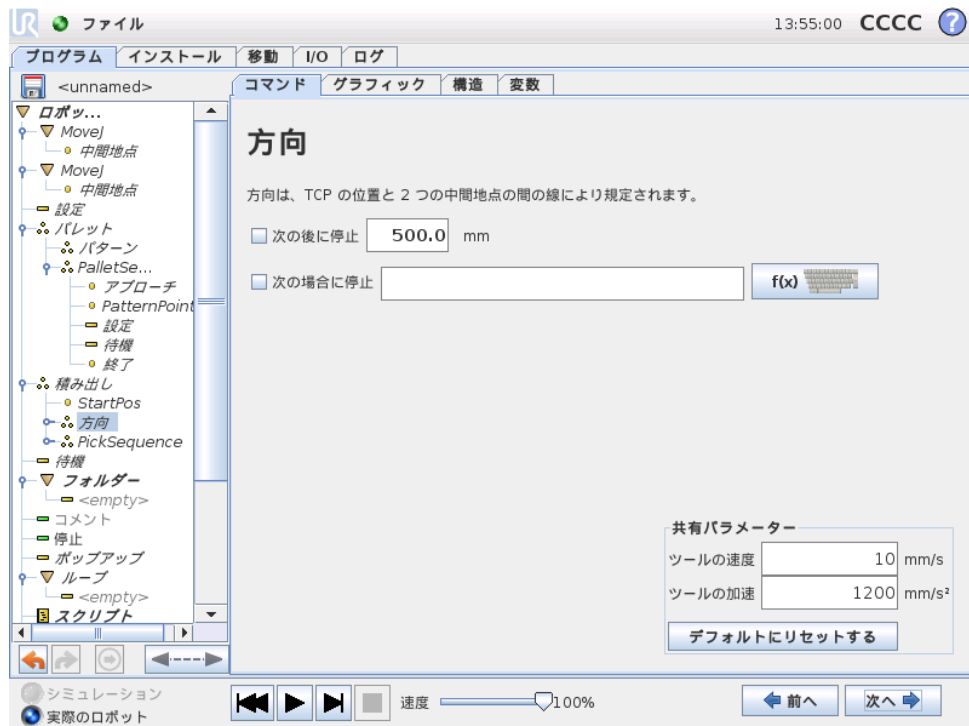 UR ファイル 13:55:00 CCCC ?
プログラム インストール 移動 I/O ログ
<unnamed>
コマンド グラフィック 構造 変数
ロボッ...
MoveJ
中間地点
MoveJ
中間地点
設定
パレット
パターン
PalletSe...
アプローチ
PatternPoint
設定
待機
終了
積み出し
StartPos
方向
PickSequence
待機
フォルダー
<empty>
コメント
停止
ポップアップ
ループ
<empty>
スクリプト
方向
方向は、TCP の位置と 2 つの中間地点の間の線により規定されます。
次の後に停止 500.0 mm
次の場合に停止 f(x)
共有パラメーター
ツールの速度 10 mm/s
ツールの加速 1200 mm/s²
デフォルトにリセットする
シミュレーション
実際のロボット
速度 100%
前へ 次へ